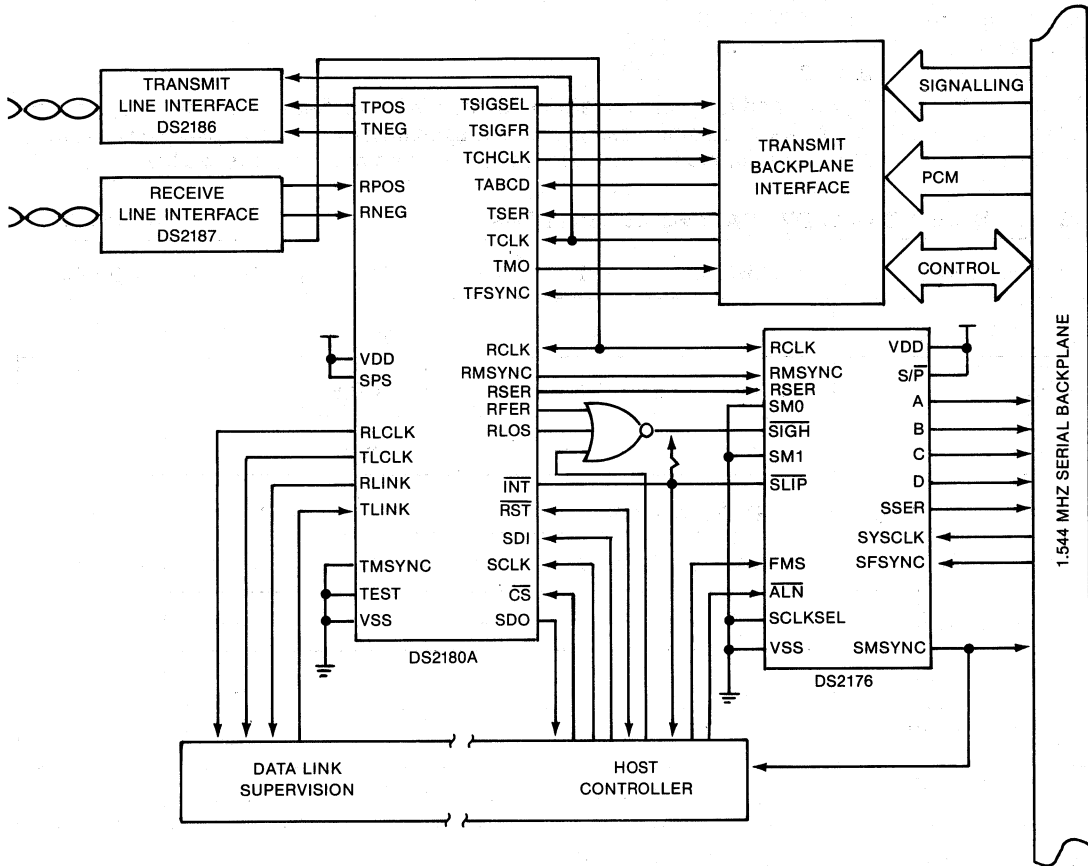 TRANSMIT
LINE INTERFACE
DS2186
RECEIVE
LINE INTERFACE
DS2187
TPOS
TNEG
RPOS
RNEG
VDD
SPS
RLCLK
TLCLK
RLINK
TLINK
TMSYNC
TEST
VSS
TSIGSEL
TSIGFR
TCHCLK
TABCD
TSER
TCLK
TMO
TFSYNC
RCLK
RMSYNC
RSER
RFER
RLOS
INT
RST
SDI
SCLK
CS
SDO
DS2180A
TRANSMIT
BACKPLANE
INTERFACE
SIGNALLING
PCM
CONTROL
RCLK
RMSYNC
RSER
SM0
SIGH
SM1
SLIP
FMS
ALN
SCLKSEL
VSS
VDD
S/P
A
B
C
D
SSER
SYSCLK
SFSYNC
SMSYNC
DS2176
1.544 MHZ SERIAL BACKPLANE
DATA LINK
SUPERVISION
HOST
CONTROLLER